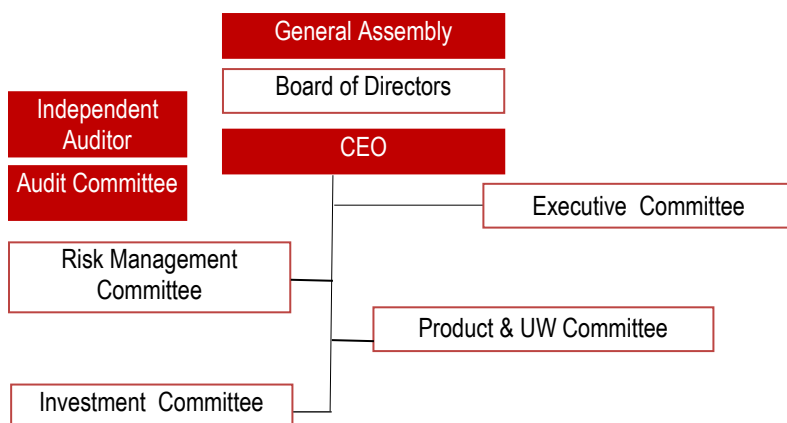 General Assembly
Board of Directors
Independent
Auditor
CEO
Audit Committee
Executive Committee
Risk Management
Committee
Product & UW Committee
Investment Committee